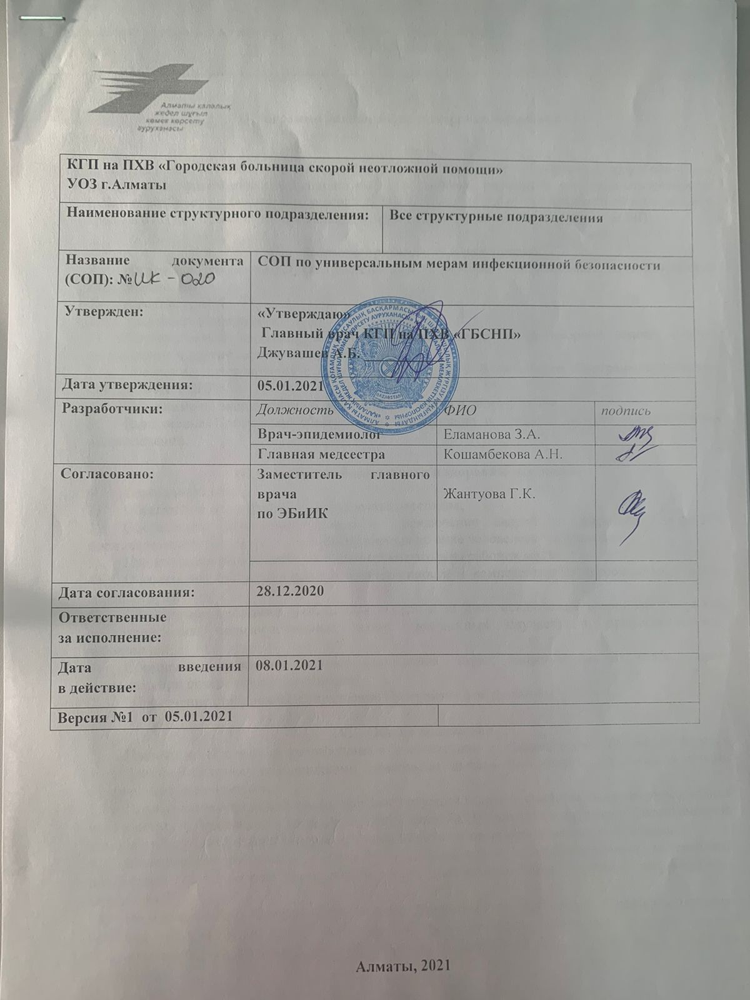 Алматы қалалық
жедел шұғыл
көмек көрсету
ауруханасы
КГП на ПХВ «Городская больница скорой неотложной помощи»
УОЗ г.Алматы
Наименование структурного подразделения:
Все структурные подразделения
Название документа
(СОП): № ИК - 020
СОП по универсальным мерам инфекционной безопасности
Утвержден:
«Утверждаю»
Главный врач КГП на ПХВ «ГБСНП»
Джувашев А.Б.
Дата утверждения:
05.01.2021
Разработчики:
Должность ФИО подпись
Врач-эпидемиолог Еламанова З.А.
Главная медсестра Кошамбекова А.Н.
Согласовано:
Заместитель главного
врача
по ЭБиИК
Жантуова Г.К.
Дата согласования:
28.12.2020
Ответственные
за исполнение:
Дата введения
в действие:
08.01.2021
Версия №1 от 05.01.2021
QAZAQSTAN
Алматы, 2021